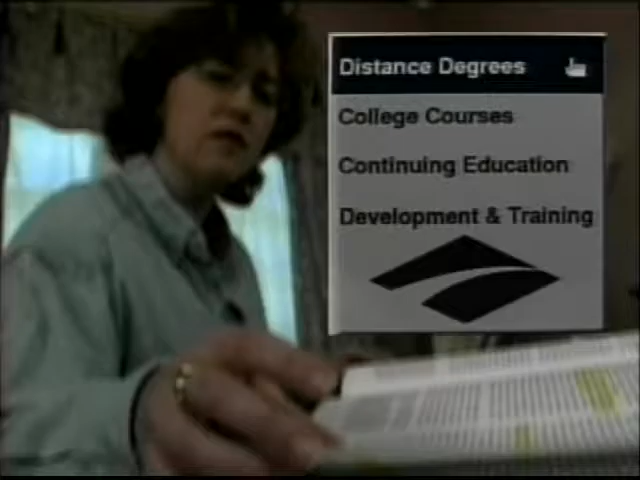 Distance Degrees
College Courses
Continuing Education
Development & Training